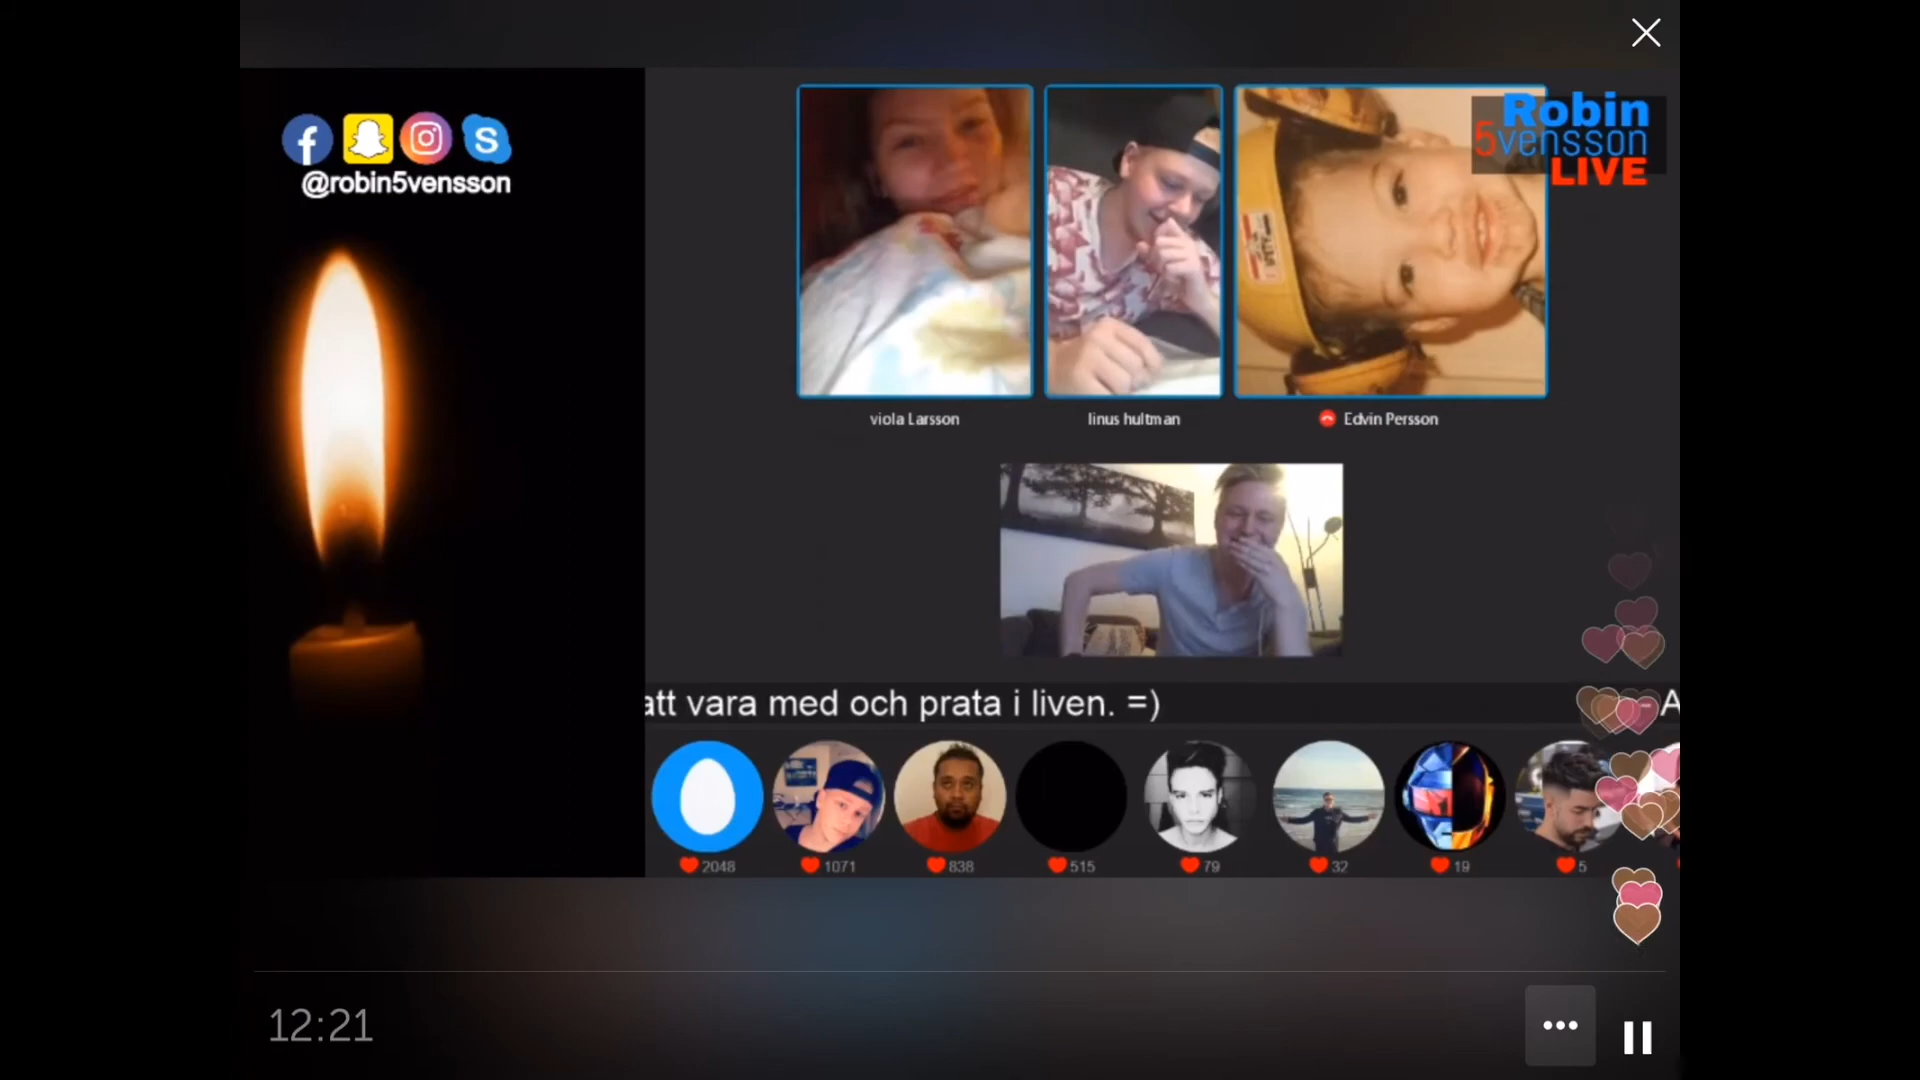 @robin5vensson
Robin
5vensson
LIVE
viola Larsson
linus hultman
Edvin Persson
att vara med och prata i liven. =)
- A
2048
1071
838
515
79
32
19
5
12:21